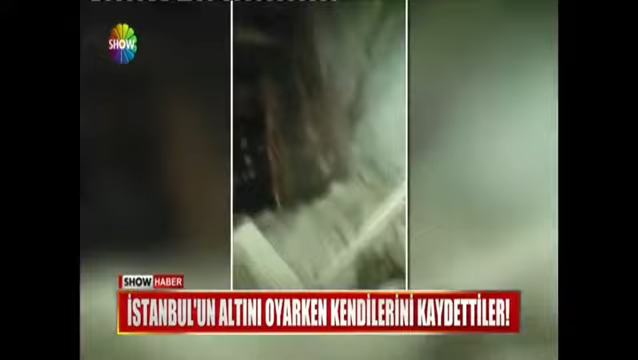 SHOW
SHOW HABER
İSTANBUL'UN ALTINI OYARKEN KENDİLERİNİ KAYDETTİLER!